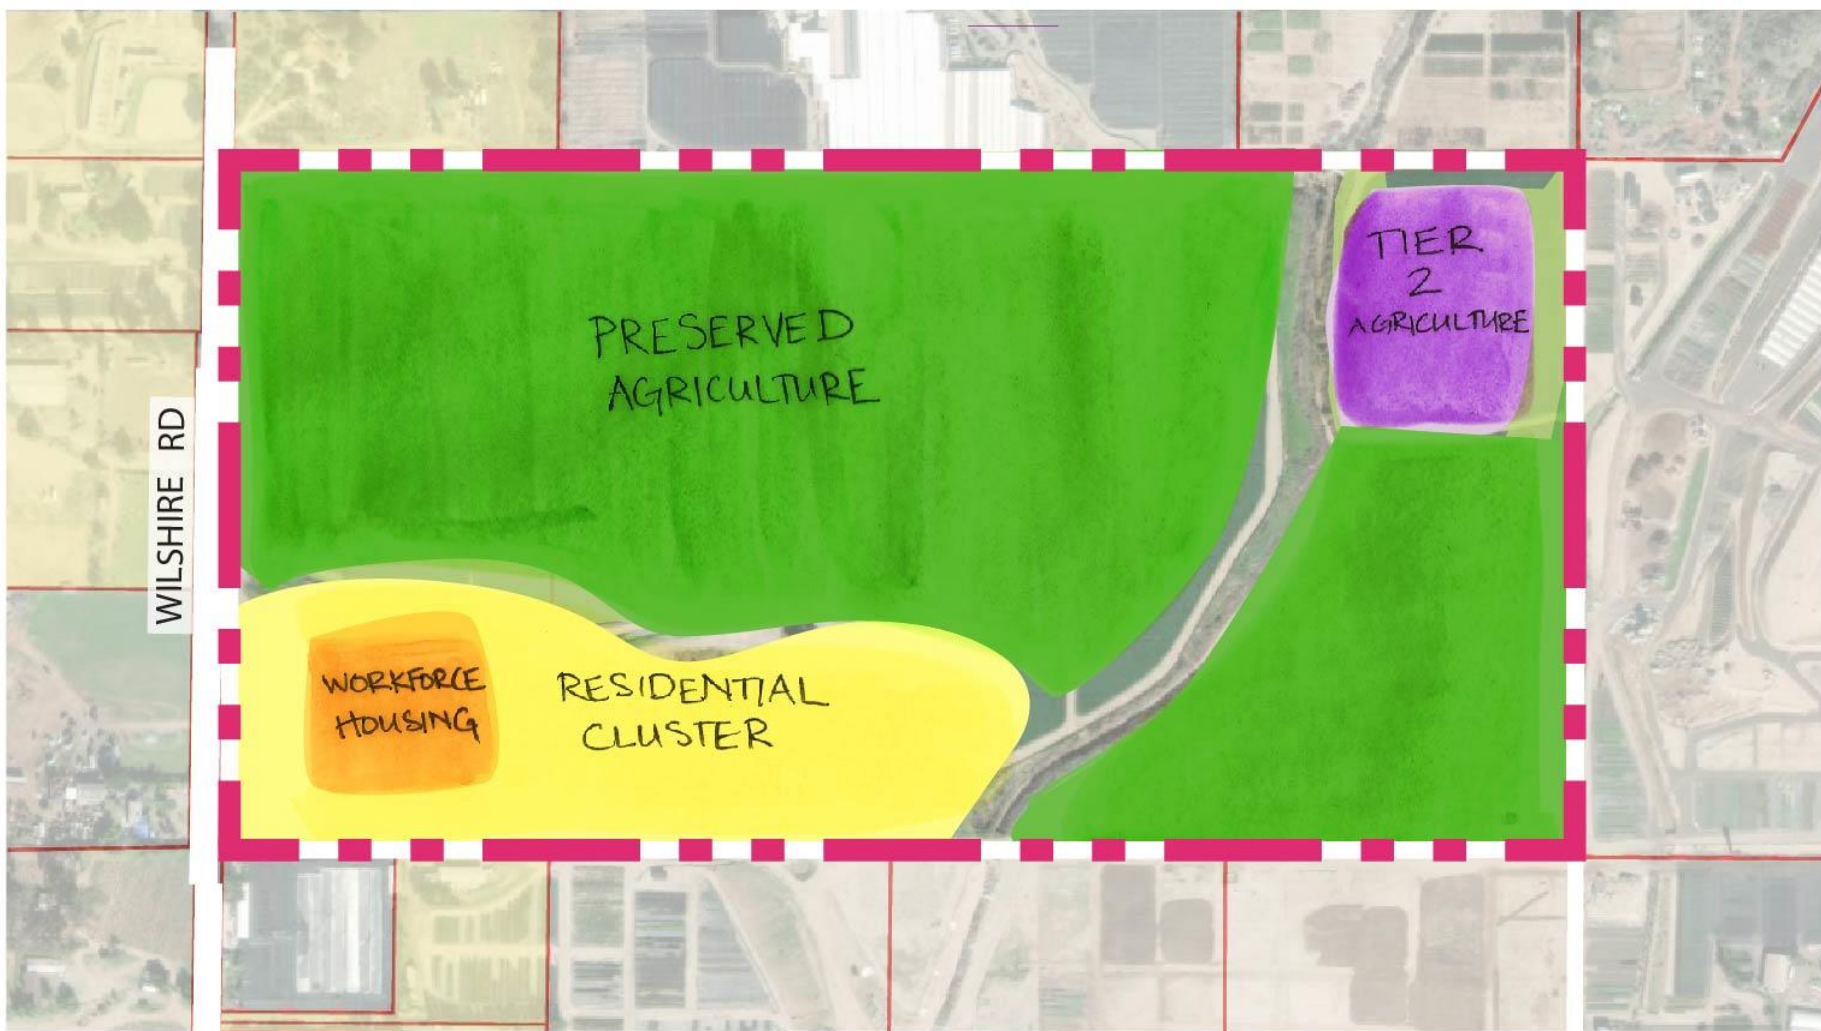 PRESERVED
AGRICULTURE
TIER
2
AGRICULTURE
WILSHIRE RD
WORKFORCE
HOUSING
RESIDENTIAL
CLUSTER